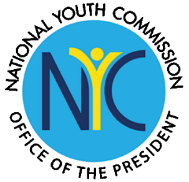 NATIONAL YOUTH COMMISSION
NYC
OFFICE OF THE PRESIDENT